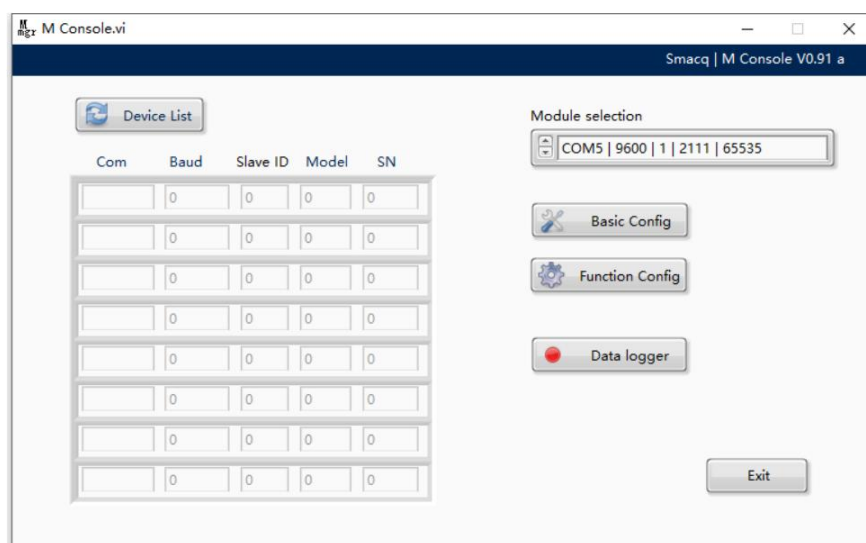 M mgr M Console.vi
Smacq | M Console V0.91 a
Device List
Com Baud Slave ID Model SN
0 0 0 0
0 0 0 0
0 0 0 0
0 0 0 0
0 0 0 0
0 0 0 0
0 0 0 0
0 0 0 0
Module selection
COM5 | 9600 | 1 | 2111 | 65535
Basic Config
Function Config
Data logger
Exit